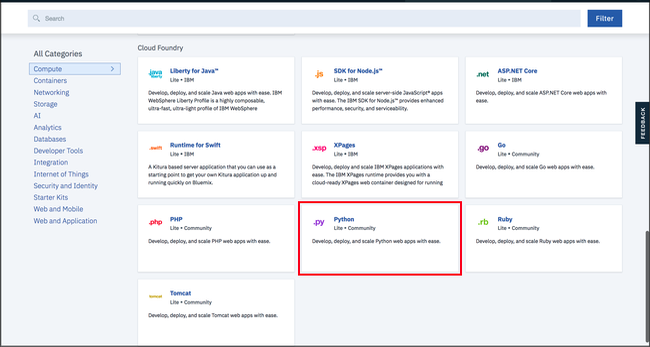 Search
Filter
All Categories
Compute
Containers
Networking
Storage
AI
Analytics
Databases
Developer Tools
Integration
Internet of Things
Security and Identity
Starter Kits
Web and Mobile
Web and Application
Cloud Foundry
Java
Liberty
Liberty for Java™
Lite • IBM
Develop, deploy, and scale Java web apps with ease. IBM
WebSphere Liberty Profile is a highly composable,
ultra-fast, ultra-light profile of IBM WebSphere
.js
SDK for Node.js™
Lite • IBM
Develop, deploy, and scale server-side JavaScript® apps
with ease. The IBM SDK for Node.js™ provides enhanced
performance, security, and serviceability.
.net
ASP.NET Core
Lite • IBM
Develop, deploy, and scale ASP.NET Core web apps with
ease.
.swift
Runtime for Swift
Lite • IBM
A Kitura based server application that you can use as a
starting point to get your own Kitura application up and
running quickly on Bluemix.
.xsp
XPages
Lite • IBM
Develop, deploy, and scale IBM XPages applications with
ease. The IBM XPages runtime provides you with a
cloud-ready XPages web container designed for running
.go
Go
Lite • Community
Develop, deploy, and scale Go web apps with ease.
.php
PHP
Lite • Community
Develop, deploy, and scale PHP web apps with ease.
.py
Python
Lite • Community
Develop, deploy, and scale Python web apps with ease.
.rb
Ruby
Lite • Community
Develop, deploy, and scale Ruby web apps with ease.
tomcat
Tomcat
Lite • Community
Develop, deploy, and scale Tomcat web apps with ease.
FEEDBACK